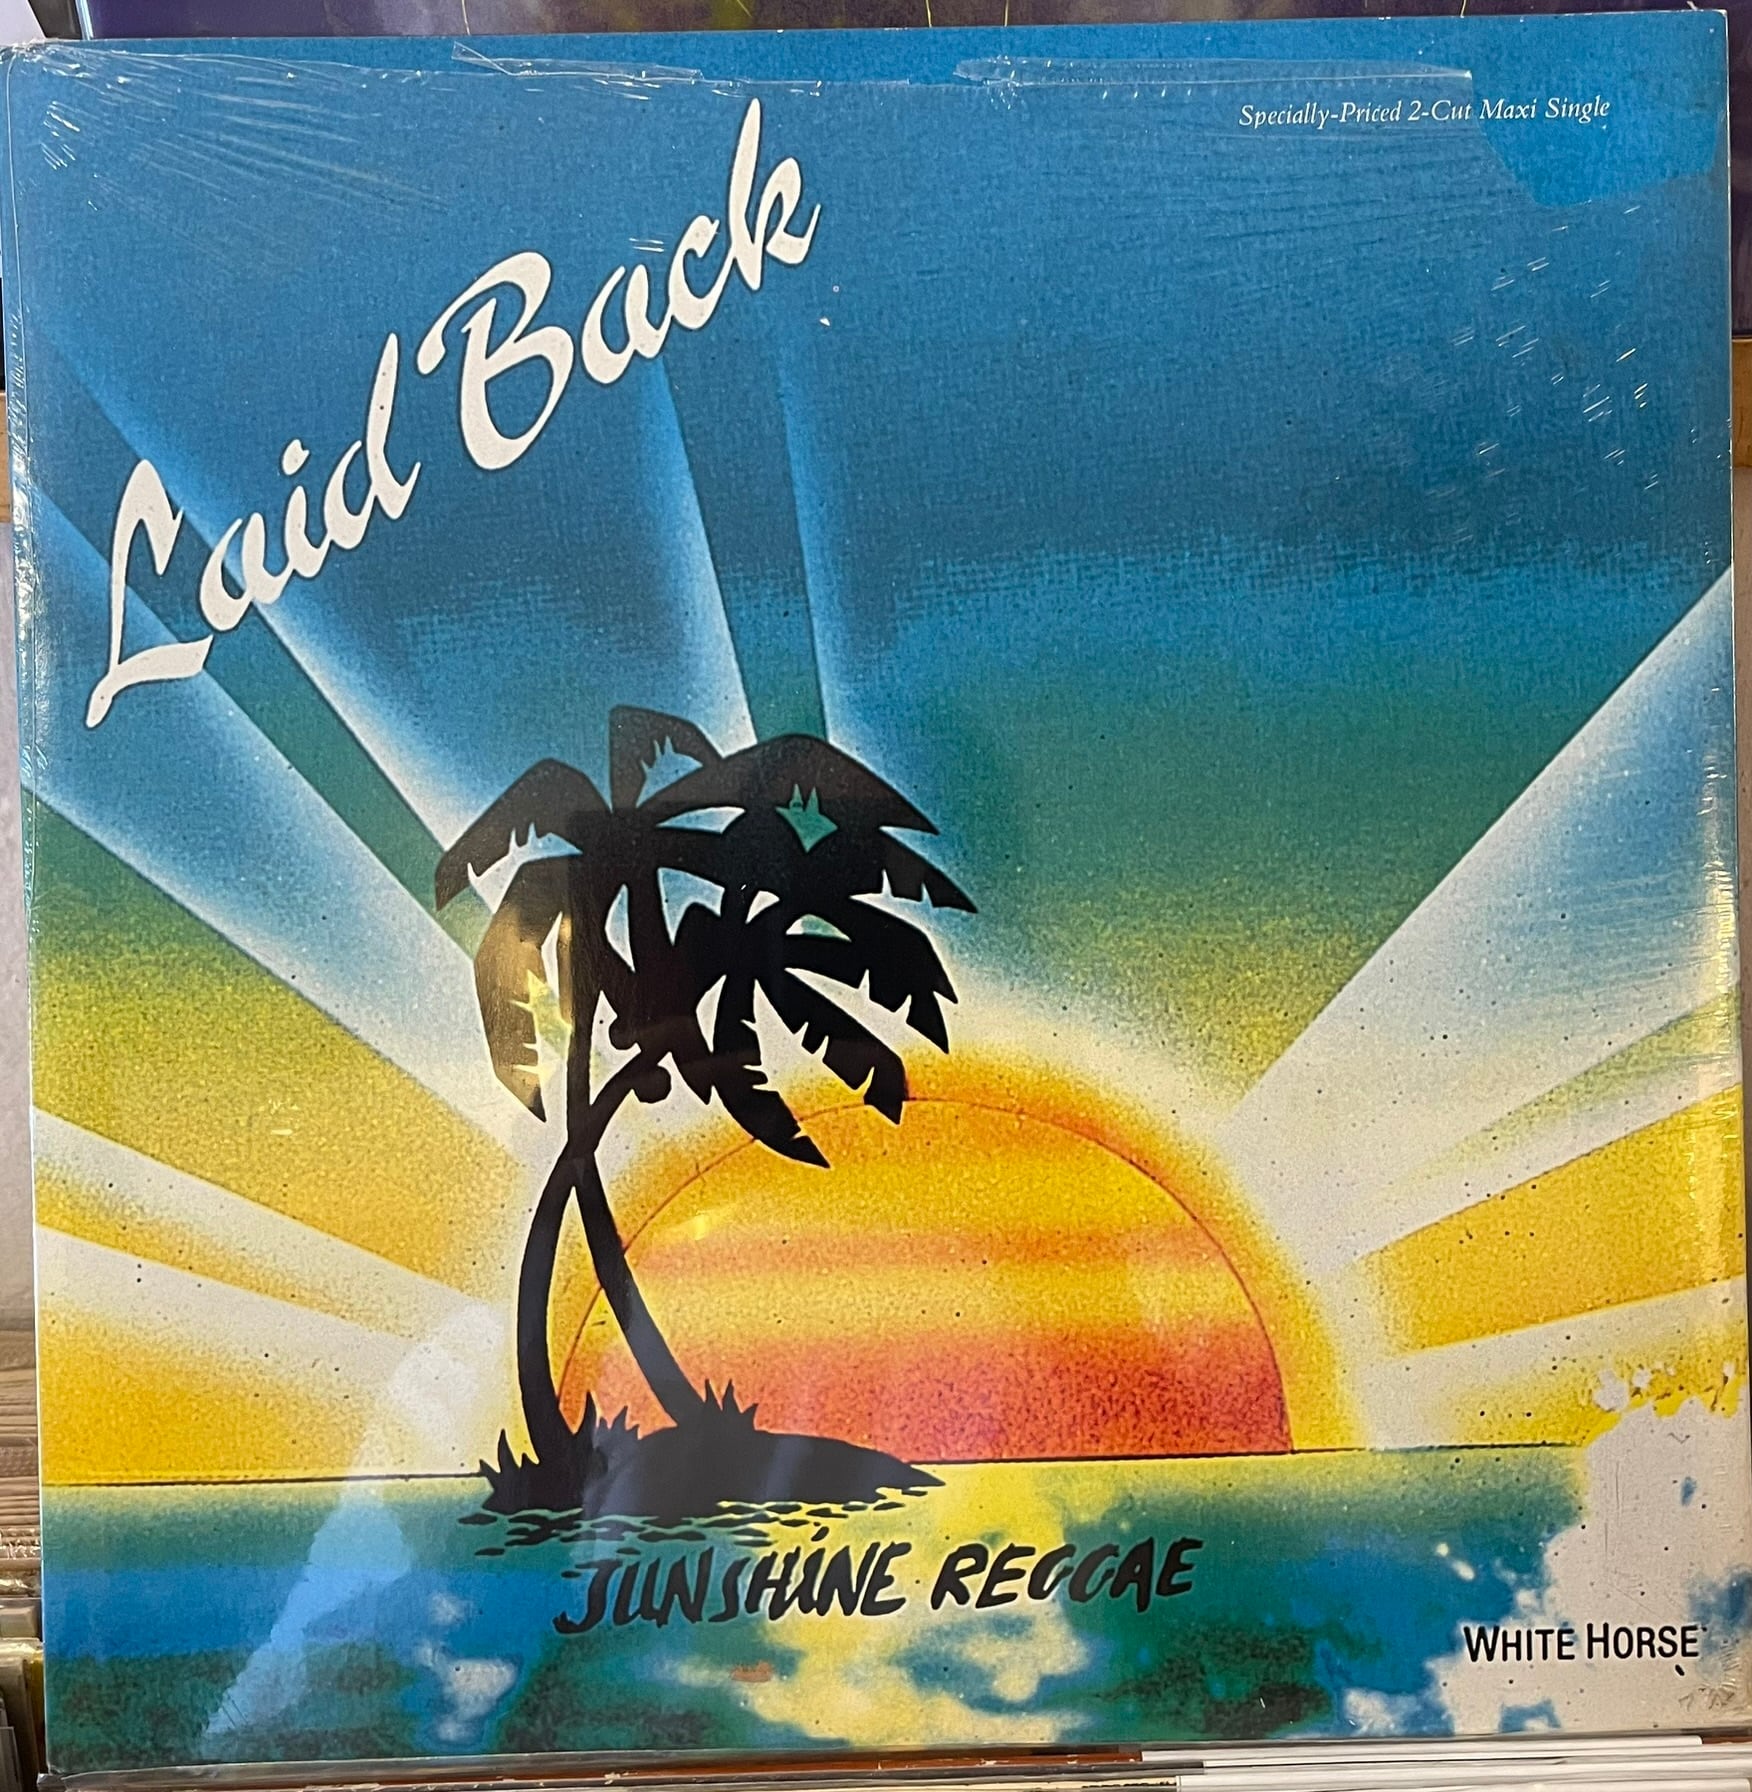 Specially-Priced 2-Cut Maxi Single
Laid Back
SUNSHINE REGGAE
WHITE HORSE